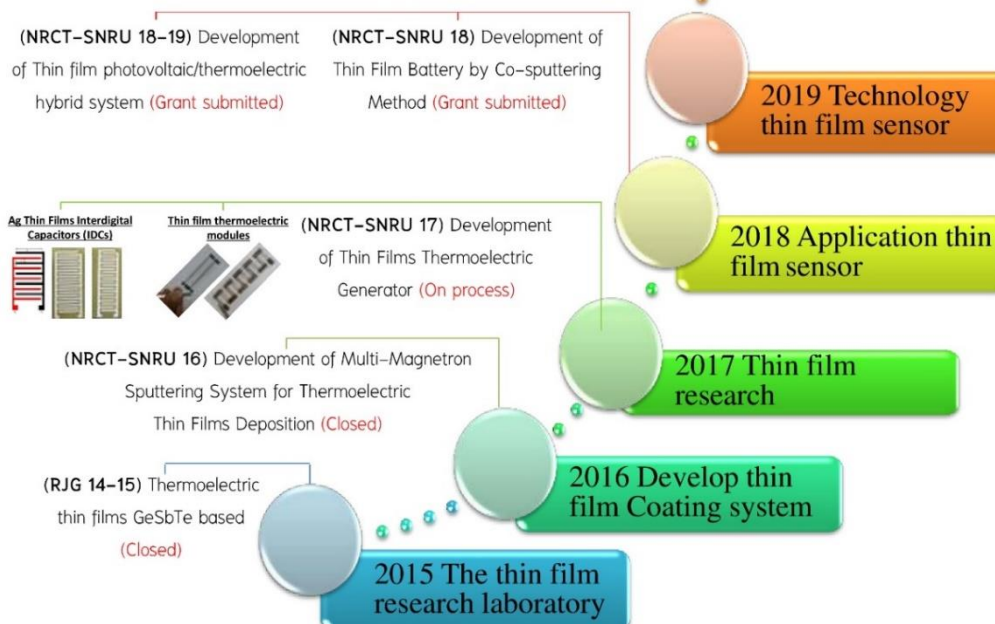 (NRCT-SNRU 18-19) Development
of Thin film photovoltaic/thermoelectric
hybrid system (Grant submitted)
(NRCT-SNRU 18) Development of
Thin Film Battery by Co-sputtering
Method (Grant submitted)
2019 Technology
thin film sensor
2018 Application thin
film sensor
Ag Thin Films Interdigital
Capacitors (IDCs)
Thin film thermoelectric
modules
(NRCT-SNRU 17) Development
of Thin Films Thermoelectric
Generator (On process)
2017 Thin film
research
(NRCT-SNRU 16) Development of Multi-Magnetron
Sputtering System for Thermoelectric
Thin Films Deposition (Closed)
2016 Develop thin
film Coating system
(RJG 14-15) Thermoelectric
thin films GeSbTe based
(Closed)
2015 The thin film
research laboratory